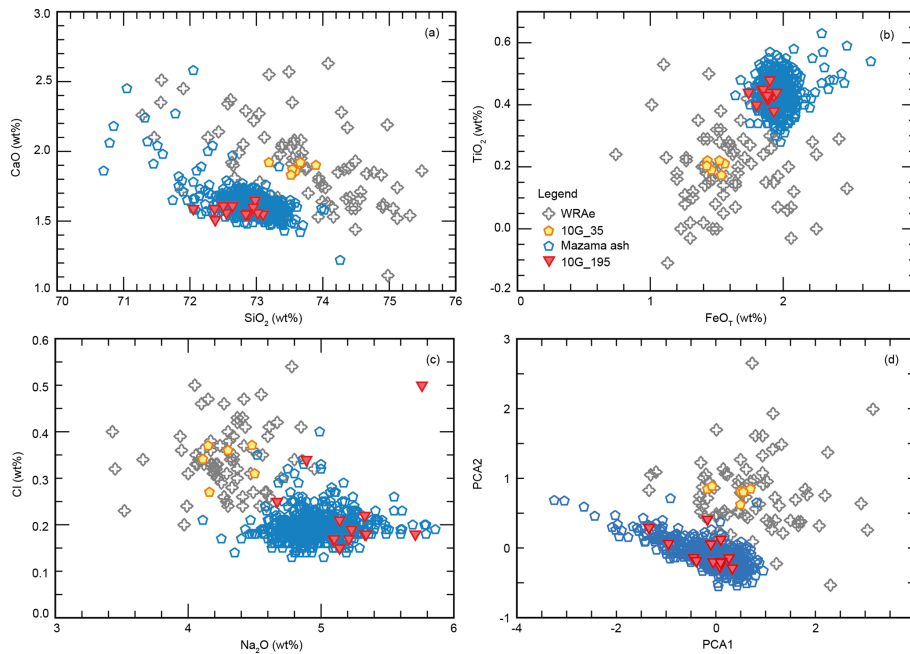 (a)
3.0
2.5
2.0
1.5
1.0
CaO (wt%)
70 71 72 73 74 75 76
SiO₂ (wt%)
(b)
0.6
0.4
0.2
0.0
-0.2
TiO₂ (wt%)
0 1 2 3
FeOT (wt%)
Legend
WRAe
10G_35
Mazama ash
10G_195
(c)
0.6
0.5
0.4
0.3
0.2
0.1
0.0
Cl (wt%)
3 4 5 6
Na₂O (wt%)
(d)
3
2
1
0
-1
PCA2
-4 -2 0 2 4
PCA1